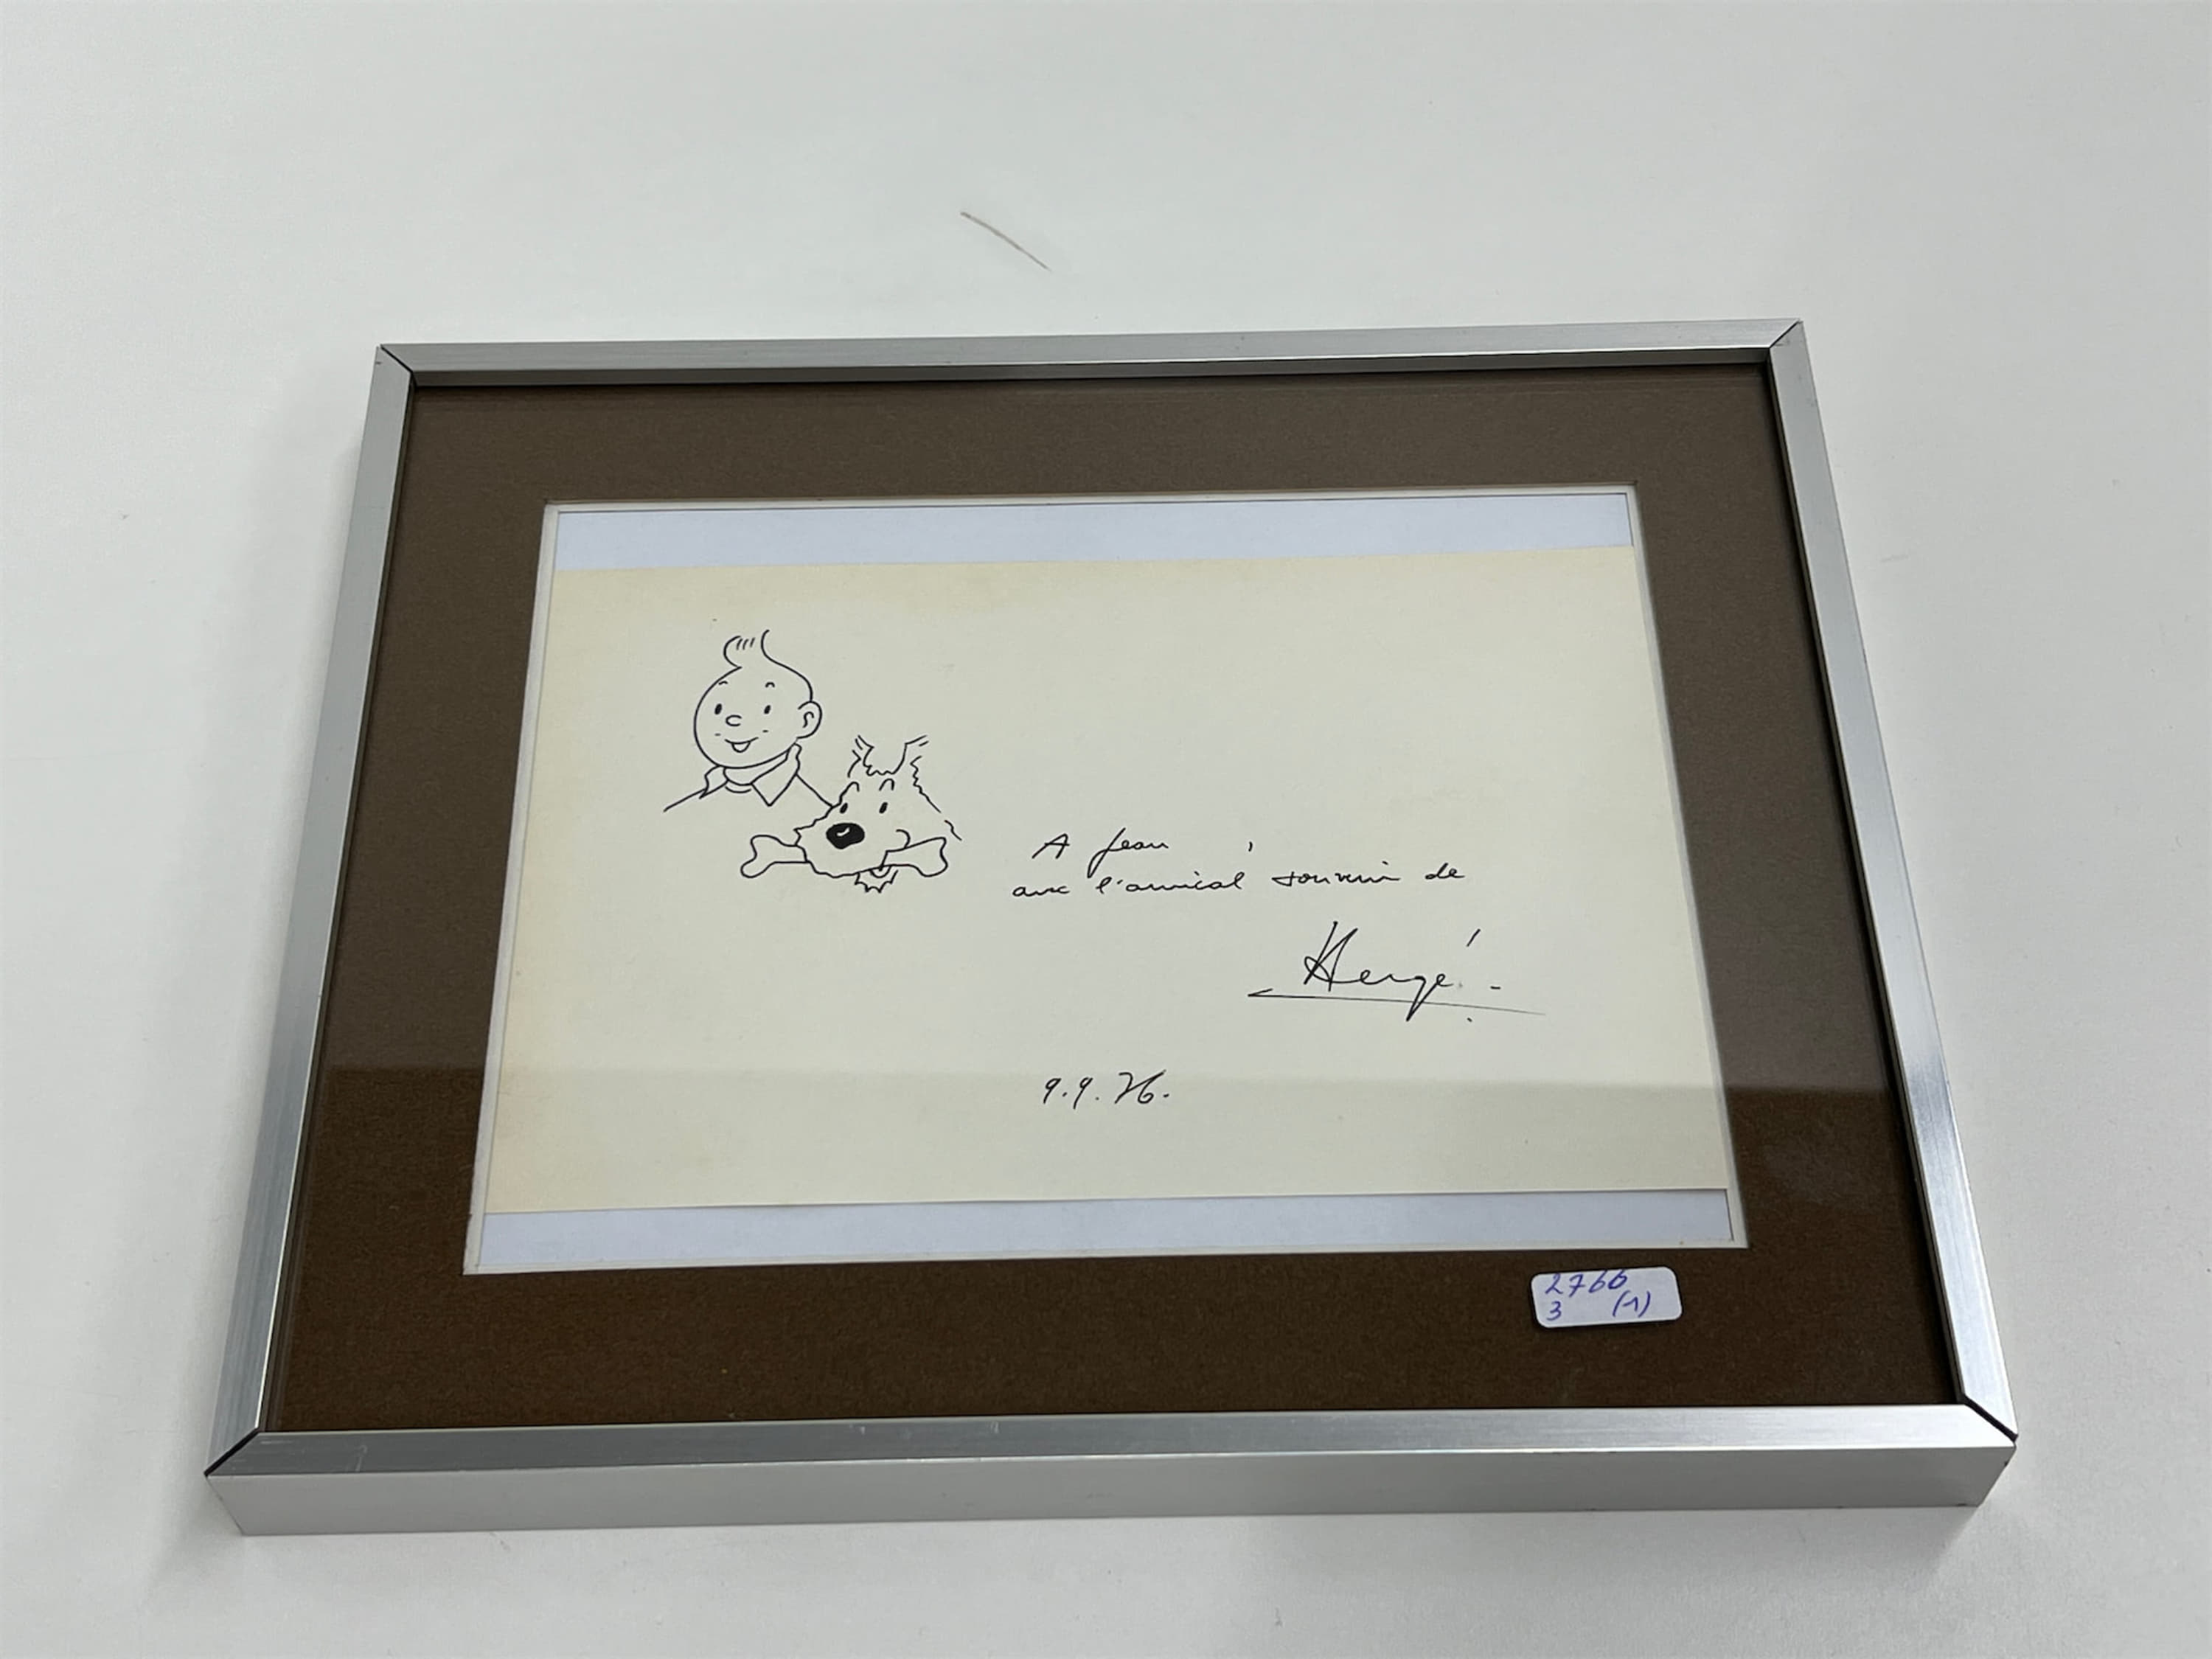 A Jean,
avec l'amical souvenir de
Hergé.-
9.9.76.
2766
3 (1)